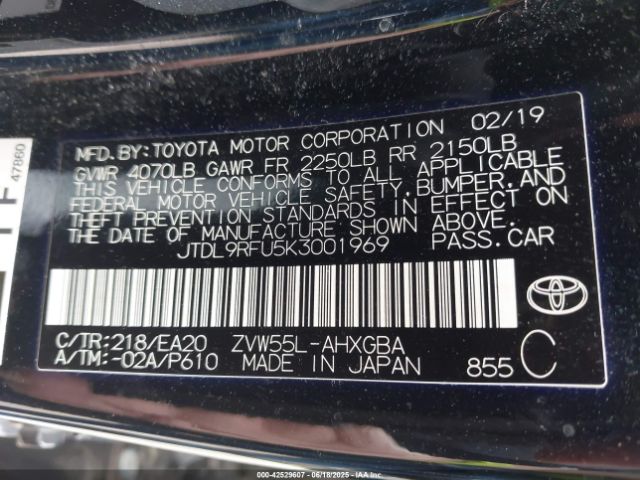 MFD.BY:TOYOTA MOTOR CORPORATION 02/19
GVWR 4070LB GAWR FR 2250LB RR 2150LB
THIS VEHICLE CONFORMS TO ALL APPLICABLE
FEDERAL MOTOR VEHICLE SAFETY,BUMPER,AND
THEFT PREVENTION STANDARDS IN EFFECT ON
THE DATE OF MANUFACTURE SHOWN ABOVE.
JTDL9RFU5K3001969 PASS.CAR
C/TR:218/EA20 ZVW55L-AHXGBA
A/TM:-02A/P610 MADE IN JAPAN 855 C
47860
000-42529607 - 06/18/2025 - IAA Inc.